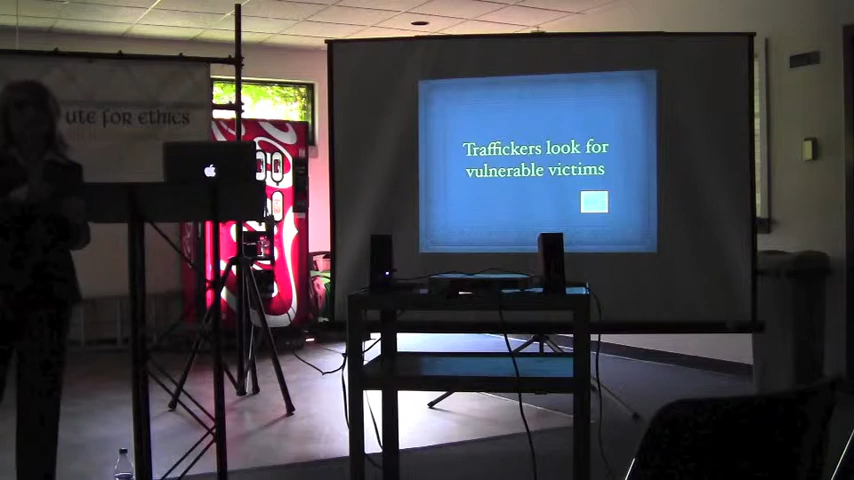 ute for Ethics
Traffickers look for
vulnerable victims